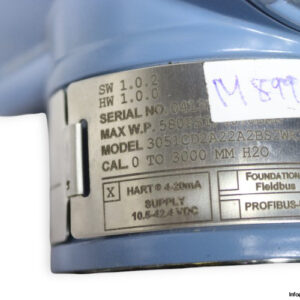 SW 1.0.2
HW 1.0.0
M 899
SERIAL NO.
MAX W.P.
MODEL 3051CD2A22A2BS2
CAL. 0 TO 3000 MM H2O
X HART® 4-20mA
FOUNDATION
Fieldbus
SUPPLY
10.5-42.4 VDC
PROFIBUS-